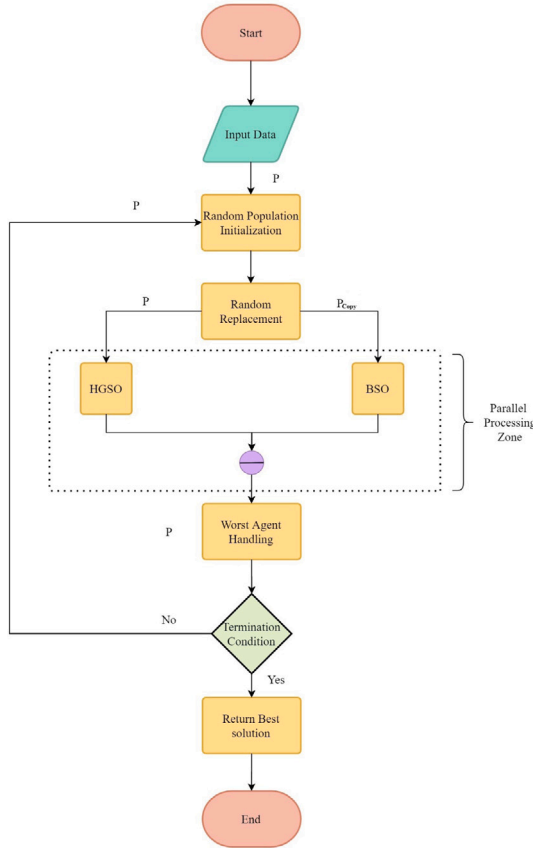 Start
Input Data
P
P
Random Population
Initialization
Random
Replacement
P
PCopy
HGSO
BSO
Parallel
Processing
Zone
Worst Agent
Handling
P
Termination
Condition
No
Yes
Return Best
solution
End